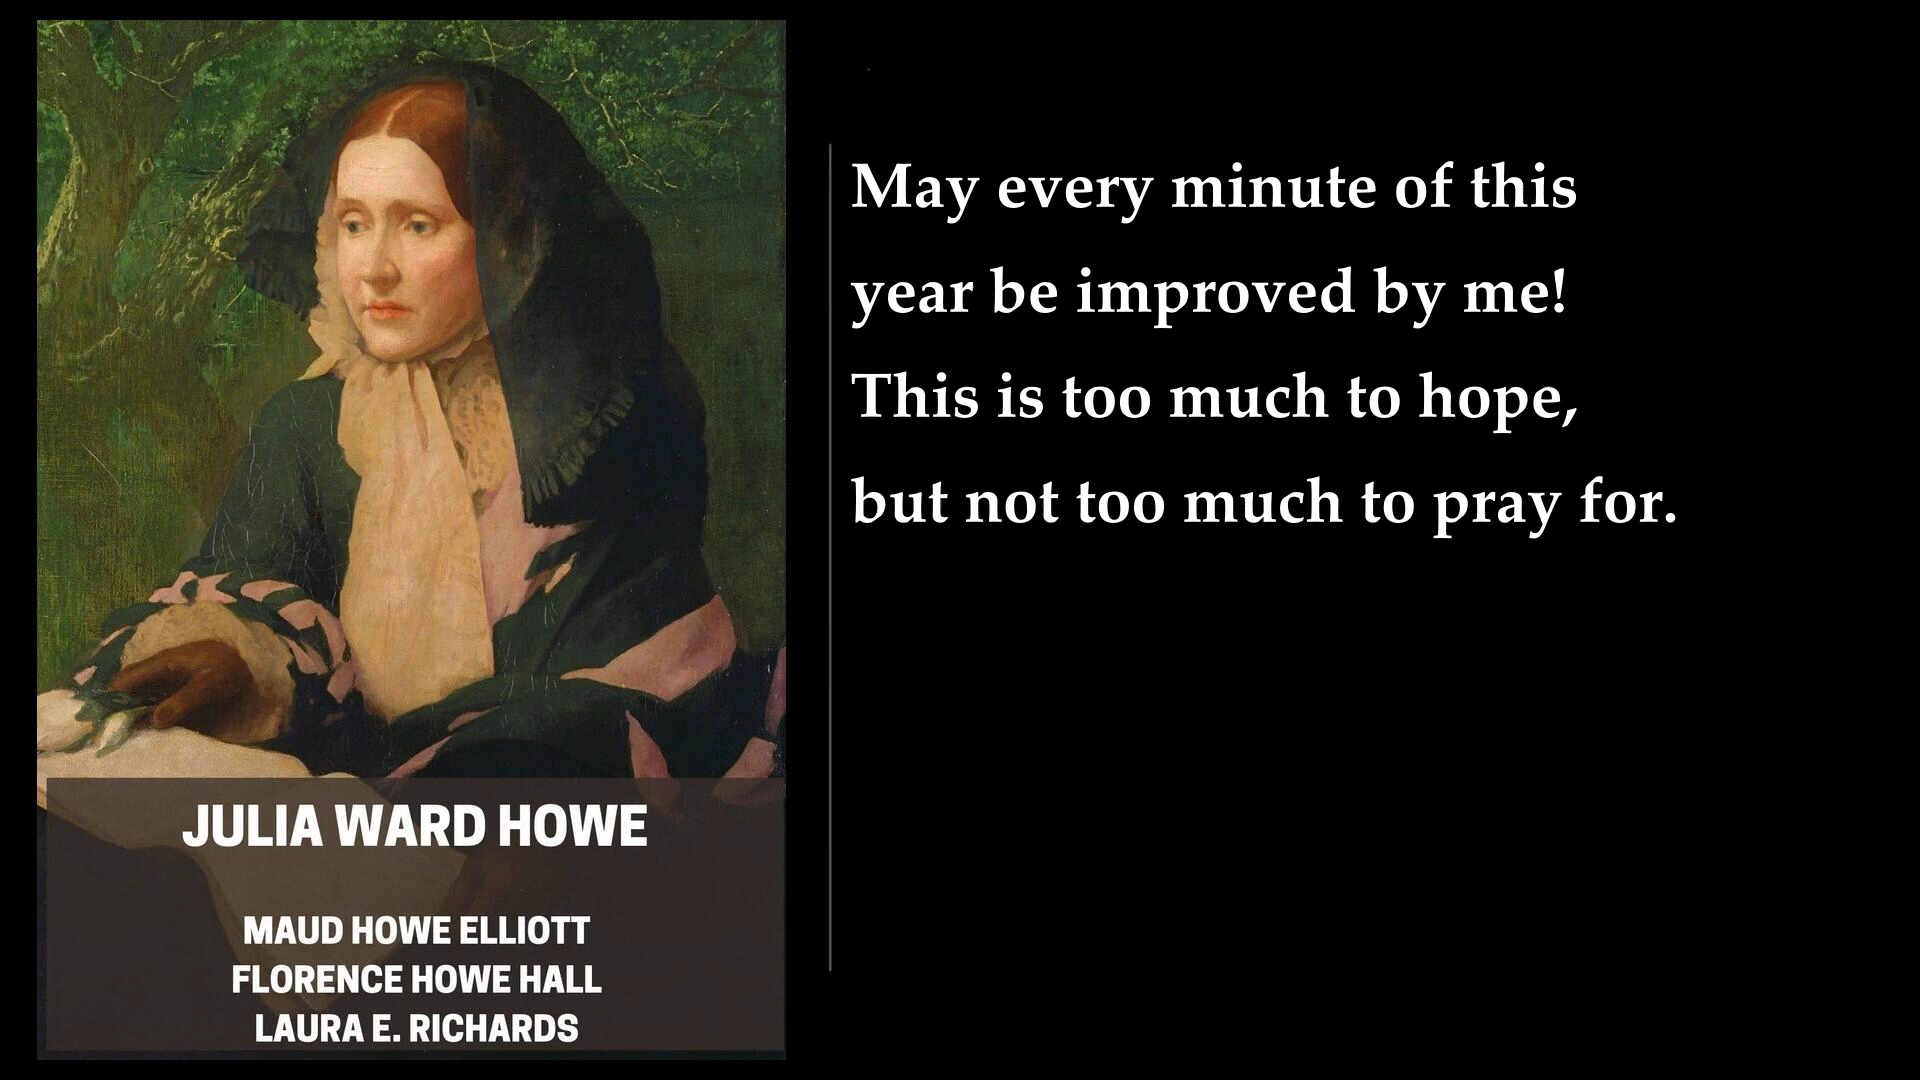 JULIA WARD HOWE
MAUD HOWE ELLIOTT
FLORENCE HOWE HALL
LAURA E. RICHARDS
May every minute of this
year be improved by me!
This is too much to hope,
but not too much to pray for.